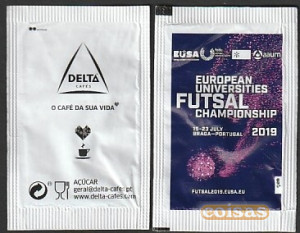 DELTA
CAFÉS
O CAFÉ DA SUA VIDA
AÇÚCAR
geral@delta-cafes.pt
www.delta-cafes.com
EUSA
aaum
EUROPEAN
UNIVERSITIES
FUTSAL
CHAMPIONSHIP
15-23 JULY
BRAGA-PORTUGAL
2019
FUTSAL2019.EUSA.EU
coisas